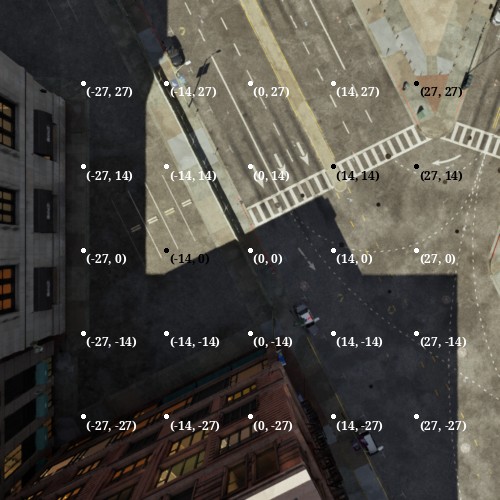 (-27, 27) (-14, 27) (0, 27) (14, 27) (27, 27)
(-27, 14) (-14, 14) (0, 14) (14, 14) (27, 14)
(-27, 0) (-14, 0) (0, 0) (14, 0) (27, 0)
(-27, -14) (-14, -14) (0, -14) (14, -14) (27, -14)
(-27, -27) (-14, -27) (0, -27) (14, -27) (27, -27)